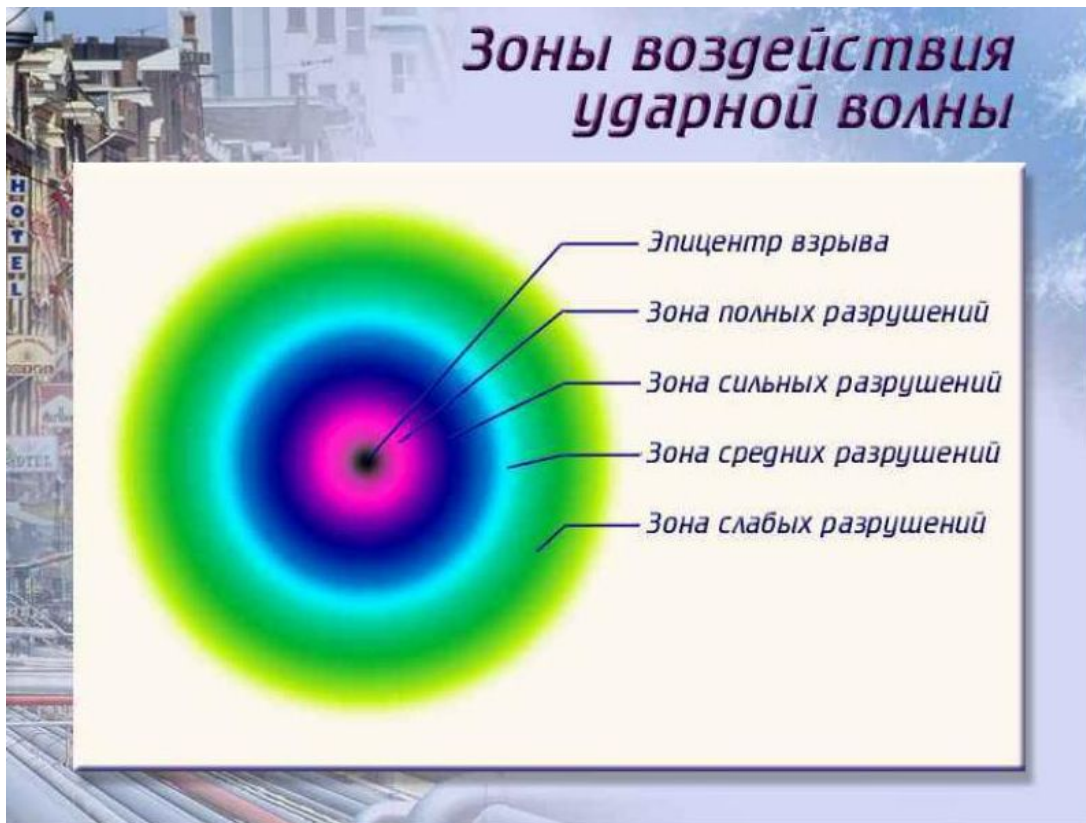 Зоны воздействия
ударной волны
HOTEL
Эпицентр взрыва
Зона полных разрушений
Зона сильных разрушений
Зона средних разрушений
Зона слабых разрушений